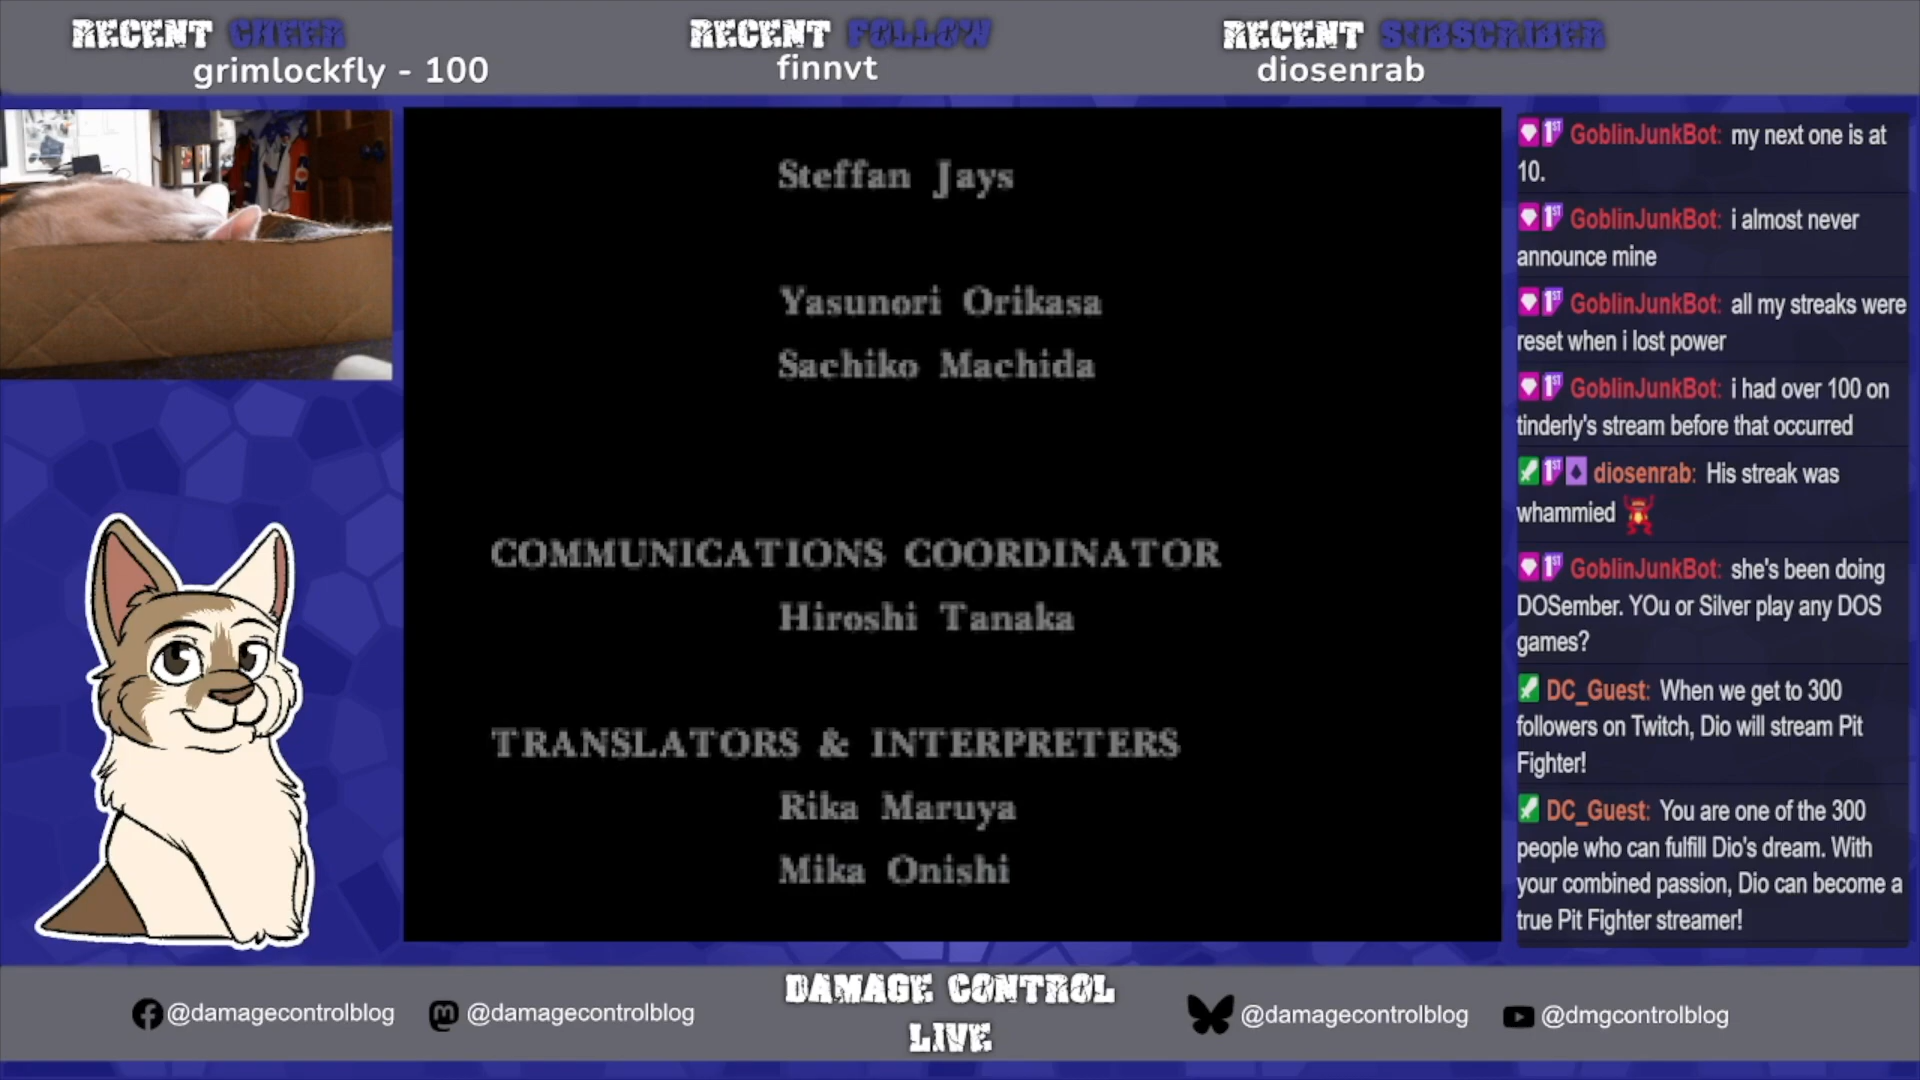 RECENT CHEER
grimlockfly - 100
RECENT FOLLOW
finnvt
RECENT SUBSCRIBER
diosenrab
Steffan Jays
Yasunori Orikasa
Sachiko Machida
COMMUNICATIONS COORDINATOR
Hiroshi Tanaka
TRANSLATORS & INTERPRETERS
Rika Maruya
Mika Onishi
1ST GoblinJunkBot: my next one is at
10.
1ST GoblinJunkBot: i almost never
announce mine
1ST GoblinJunkBot: all my streaks were
reset when i lost power
1ST GoblinJunkBot: i had over 100 on
tinderly's stream before that occurred
1ST diosenrab: His streak was
whammied
1ST GoblinJunkBot: she's been doing
DOSember. YOu or Silver play any DOS
games?
DC_Guest: When we get to 300
followers on Twitch, Dio will stream Pit
Fighter!
DC_Guest: You are one of the 300
people who can fulfill Dio's dream. With
your combined passion, Dio can become a
true Pit Fighter streamer!
@damagecontrolblog
@damagecontrolblog
DAMAGE CONTROL
LIVE
@damagecontrolblog
@dmgcontrolblog